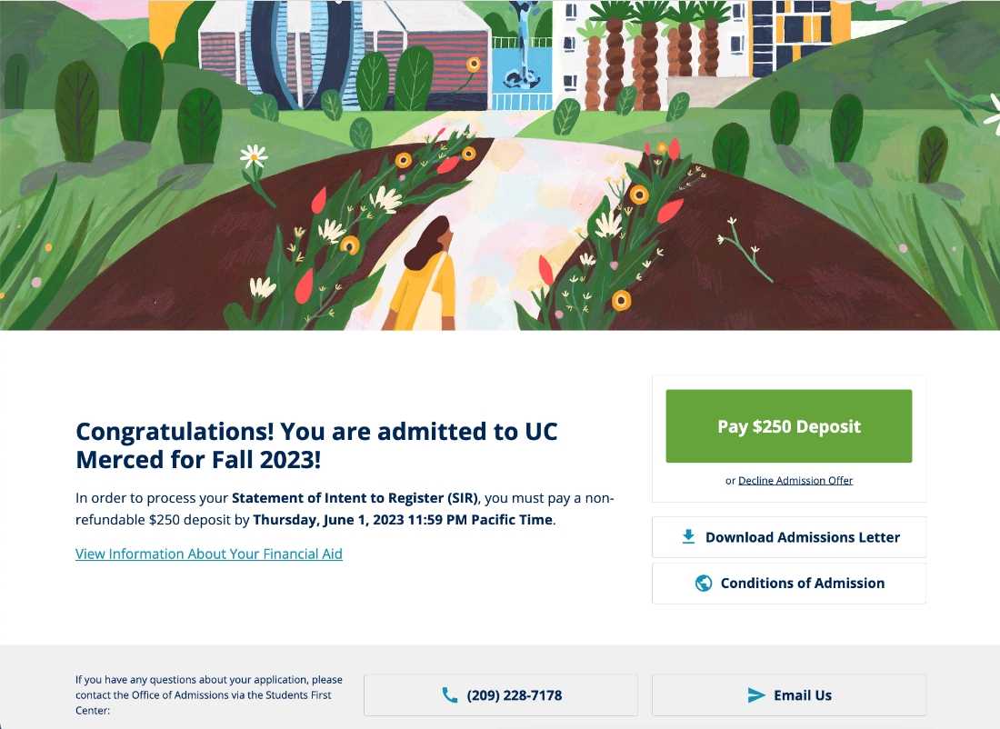 Congratulations! You are admitted to UC
Merced for Fall 2023!
In order to process your Statement of Intent to Register (SIR), you must pay a non-
refundable $250 deposit by Thursday, June 1, 2023 11:59 PM Pacific Time.
View Information About Your Financial Aid
Pay $250 Deposit
or Decline Admission Offer
Download Admissions Letter
Conditions of Admission
If you have any questions about your application, please
contact the Office of Admissions via the Students First
Center:
(209) 228-7178
Email Us